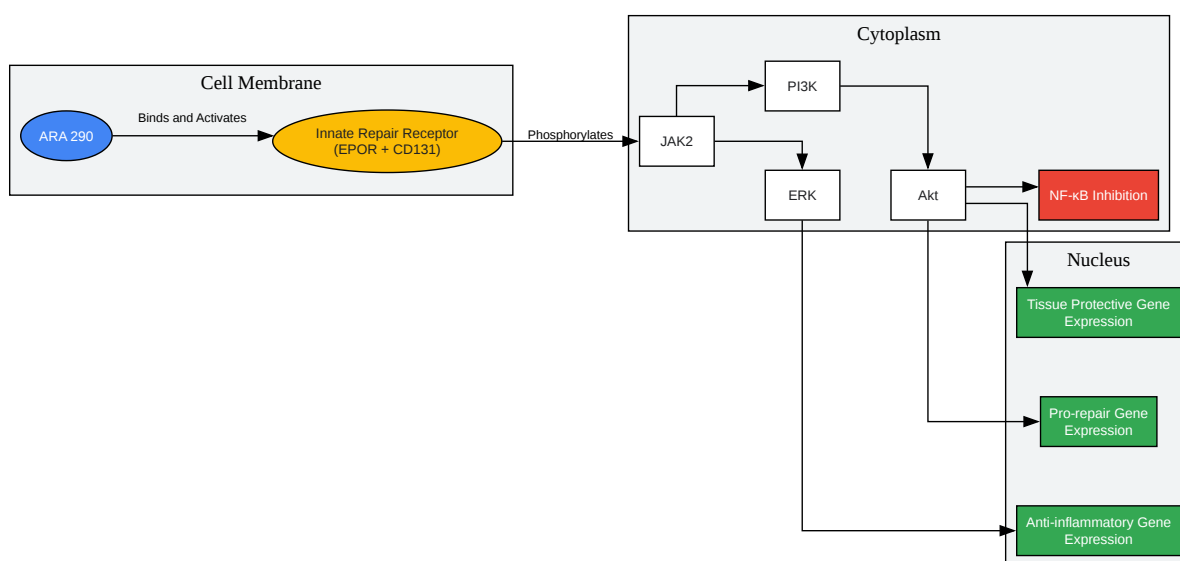 Cytoplasm
Cell Membrane
PI3K
Binds and Activates
ARA 290
Innate Repair Receptor
(EPOR + CD131)
Phosphorylates
JAK2
ERK
Akt
NF-κB Inhibition
Nucleus
Tissue Protective Gene
Expression
Pro-repair Gene
Expression
Anti-inflammatory Gene
Expression